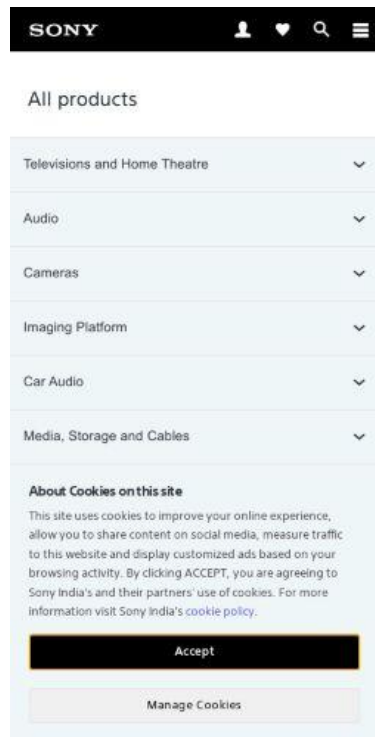 SONY
All products
Televisions and Home Theatre
Audio
Cameras
Imaging Platform
Car Audio
Media, Storage and Cables
About Cookies on this site
This site uses cookies to improve your online experience,
allow you to share content on social media, measure traffic
to this website and display customized ads based on your
browsing activity. By clicking ACCEPT, you are agreeing to
Sony India's and their partners' use of cookies. For more
information visit Sony India's cookie policy.
Accept
Manage Cookies